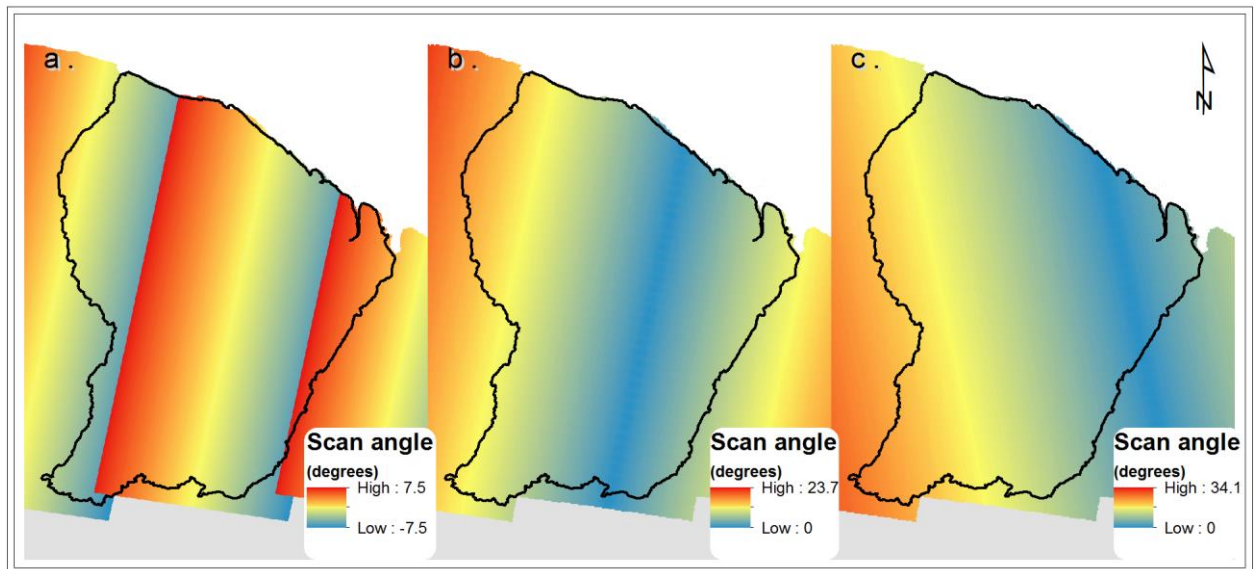 a .
b .
c .
N
Scan angle
(degrees)
High : 7.5
Low : -7.5
Scan angle
(degrees)
High : 23.7
Low : 0
Scan angle
(degrees)
High : 34.1
Low : 0